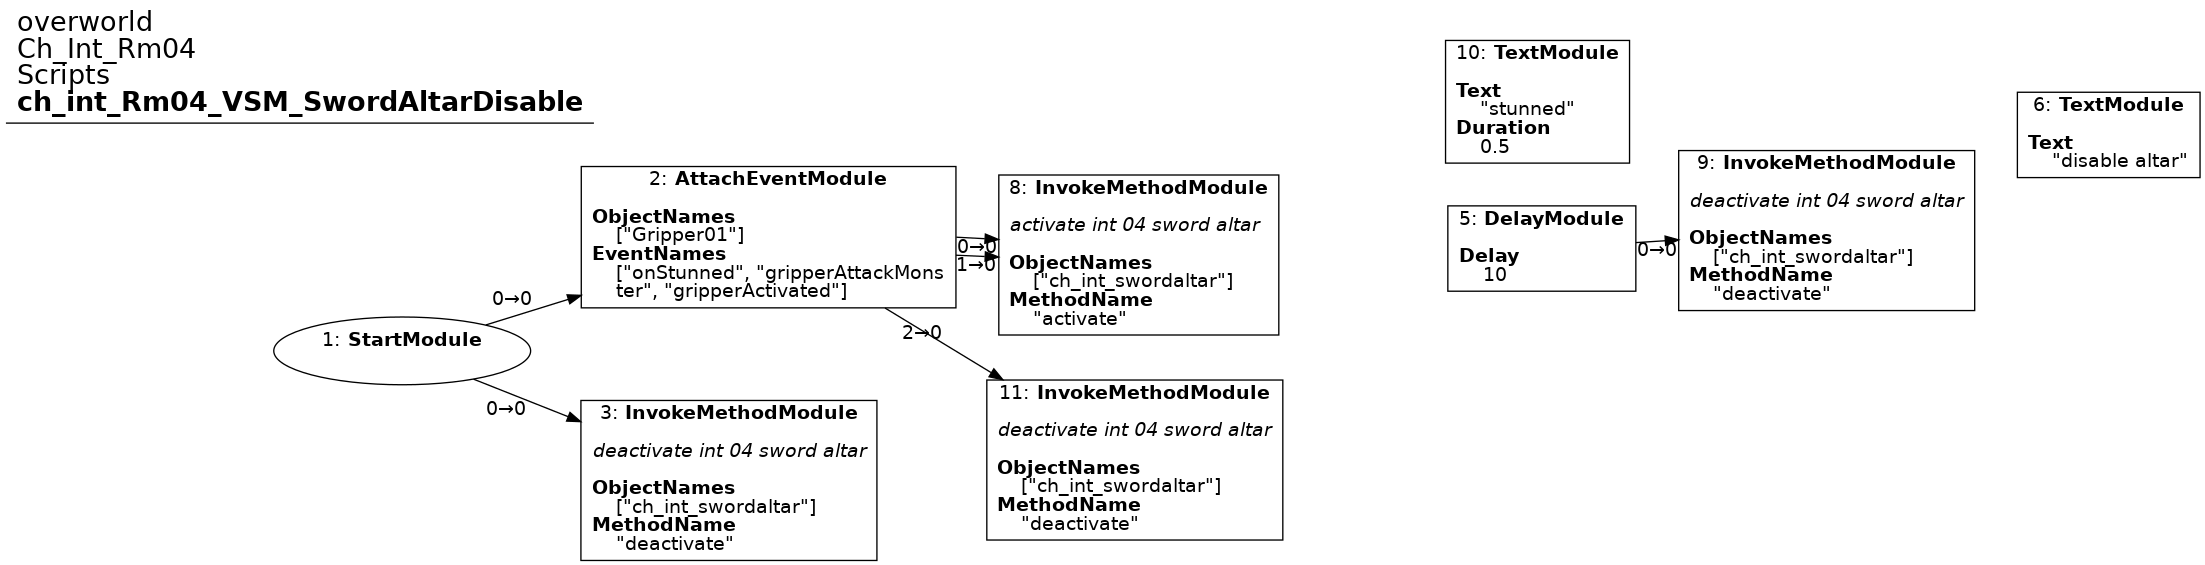 overworld
Ch_Int_Rm04
Scripts
ch_int_Rm04_VSM_SwordAltarDisable
1: StartModule
0→0
0→0
2: AttachEventModule
ObjectNames
["Gripper01"]
EventNames
["onStunned", "gripperAttackMons
ter", "gripperActivated"]
0→0
1→0
2→0
3: InvokeMethodModule
deactivate int 04 sword altar
ObjectNames
["ch_int_swordaltar"]
MethodName
"deactivate"
8: InvokeMethodModule
activate int 04 sword altar
ObjectNames
["ch_int_swordaltar"]
MethodName
"activate"
11: InvokeMethodModule
deactivate int 04 sword altar
ObjectNames
["ch_int_swordaltar"]
MethodName
"deactivate"
10: TextModule
Text
"stunned"
Duration
0.5
5: DelayModule
Delay
10
0→0
9: InvokeMethodModule
deactivate int 04 sword altar
ObjectNames
["ch_int_swordaltar"]
MethodName
"deactivate"
6: TextModule
Text
"disable altar"